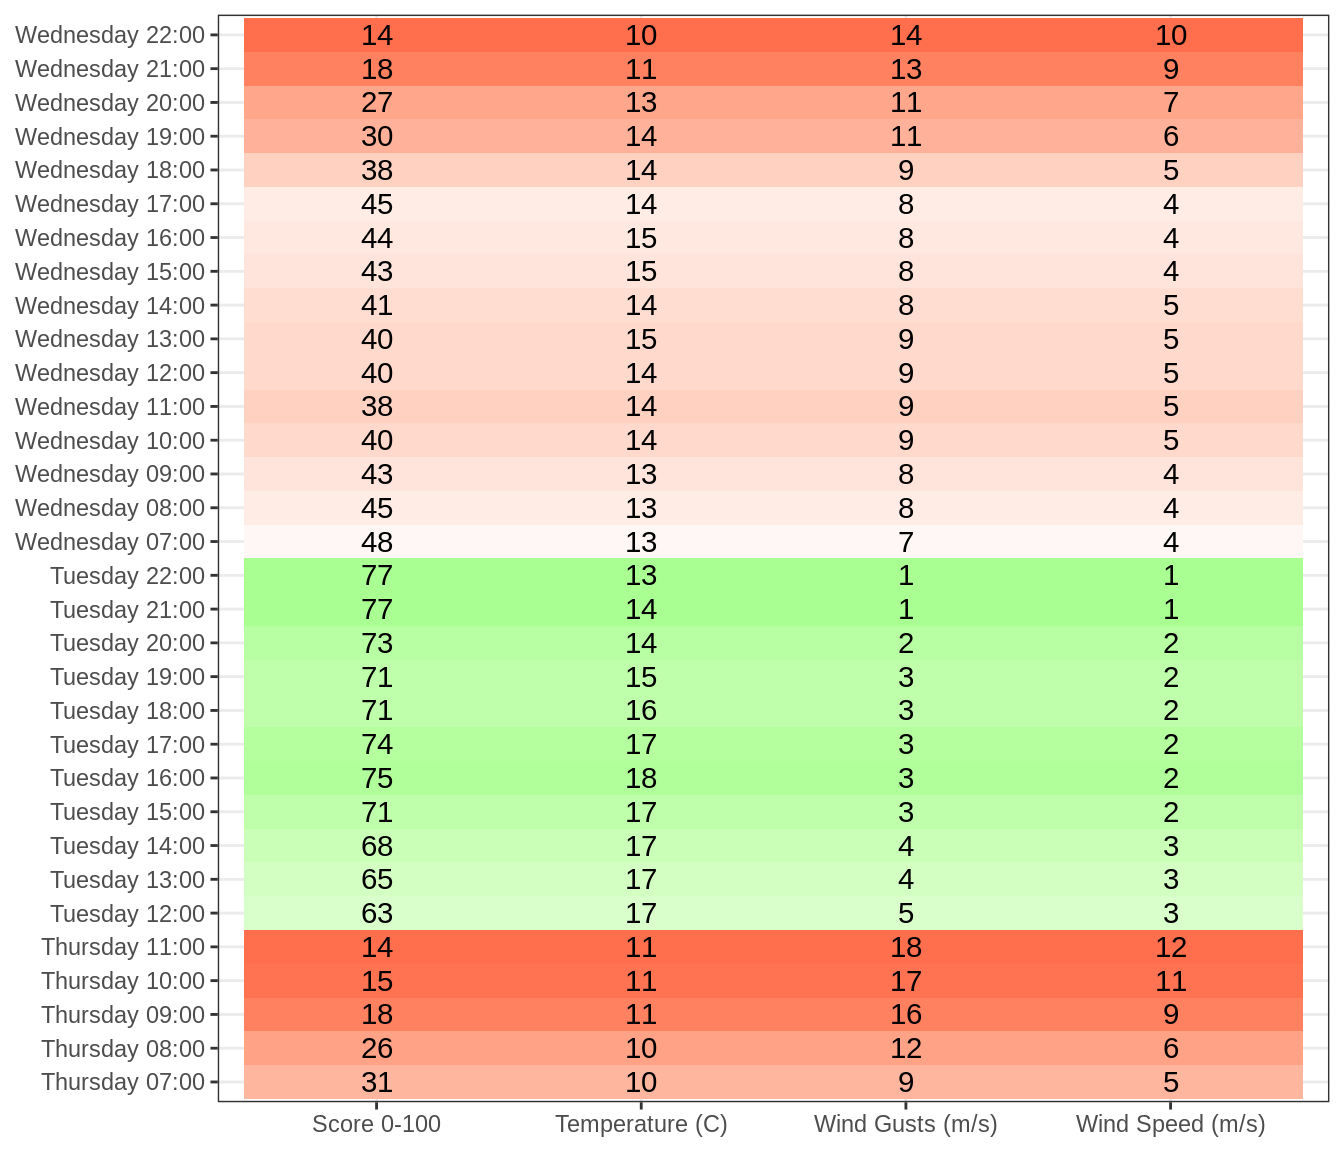 Wednesday 22:00 14 10 14 10
Wednesday 21:00 18 11 13 9
Wednesday 20:00 27 13 11 7
Wednesday 19:00 30 14 11 6
Wednesday 18:00 38 14 9 5
Wednesday 17:00 45 14 8 4
Wednesday 16:00 44 15 8 4
Wednesday 15:00 43 15 8 4
Wednesday 14:00 41 14 8 5
Wednesday 13:00 40 15 9 5
Wednesday 12:00 40 14 9 5
Wednesday 11:00 38 14 9 5
Wednesday 10:00 40 14 9 5
Wednesday 09:00 43 13 8 4
Wednesday 08:00 45 13 8 4
Wednesday 07:00 48 13 7 4
Tuesday 22:00 77 13 1 1
Tuesday 21:00 77 14 1 1
Tuesday 20:00 73 14 2 2
Tuesday 19:00 71 15 3 2
Tuesday 18:00 71 16 3 2
Tuesday 17:00 74 17 3 2
Tuesday 16:00 75 18 3 2
Tuesday 15:00 71 17 3 2
Tuesday 14:00 68 17 4 3
Tuesday 13:00 65 17 4 3
Tuesday 12:00 63 17 5 3
Thursday 11:00 14 11 18 12
Thursday 10:00 15 11 17 11
Thursday 09:00 18 11 16 9
Thursday 08:00 26 10 12 6
Thursday 07:00 31 10 9 5
Score 0-100 Temperature (C) Wind Gusts (m/s) Wind Speed (m/s)